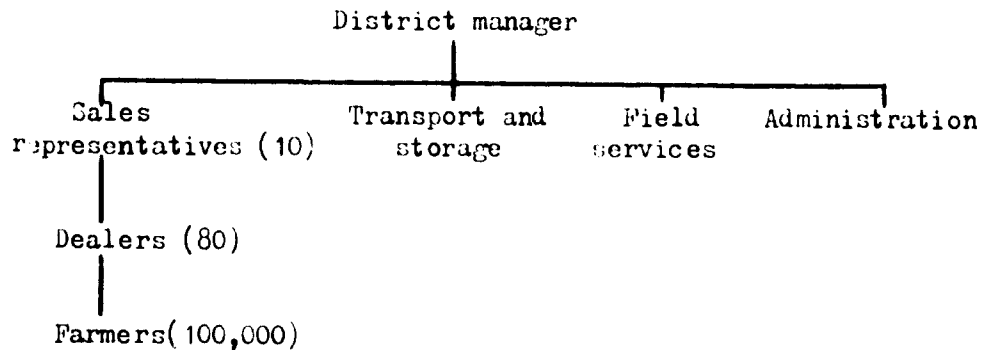 District manager
Sales
representatives (10)
Transport and
storage
Field
services
Administration
Dealers (80)
Farmers(100,000)